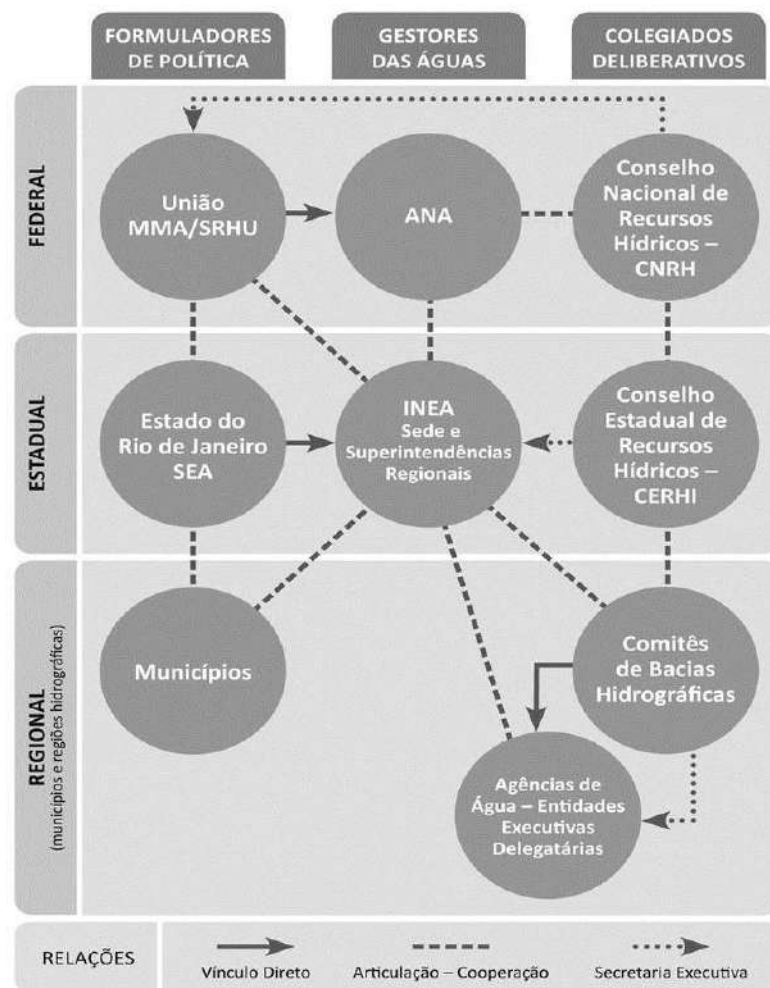 FORMULADORES
DE POLÍTICA
GESTORES
DAS ÁGUAS
COLEGIADOS
DELIBERATIVOS
FEDERAL
União
MMA/SRHU
ANA
Conselho
Nacional de
Recursos
Hídricos –
CNRH
ESTADUAL
Estado do
Rio de Janeiro
SEA
INEA
Sede e
Superintendências
Regionais
Conselho
Estadual de
Recursos
Hídricos –
CERHI
REGIONAL
(municípios e regiões hidrográficas)
Municípios
Comitês
de Bacias
Hidrográficas
Agências de
Água – Entidades
Executivas
Delegatárias
RELAÇÕES
Vínculo Direto
Articulação – Cooperação
Secretaria Executiva